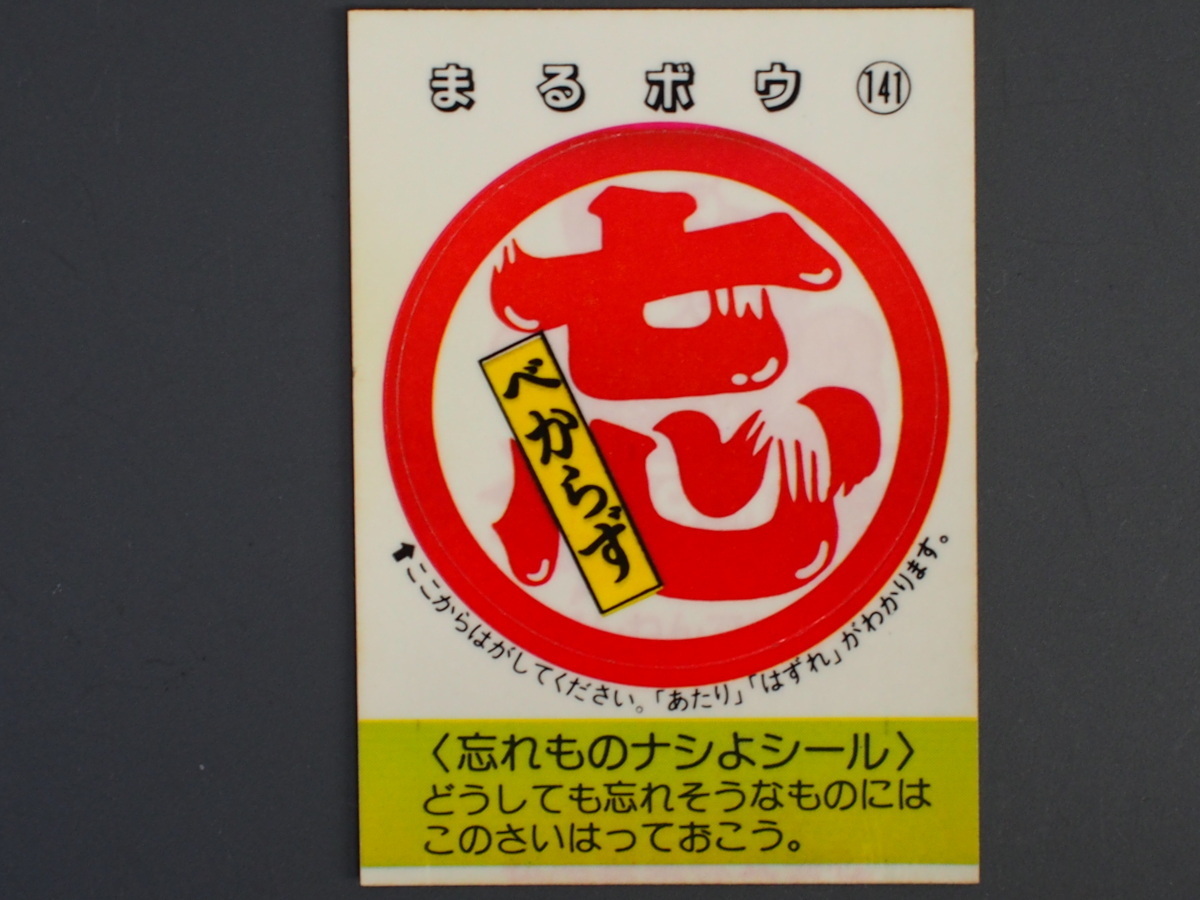 まるボウ 141
忘
べからず
ここからはがしてください。「あたり」「はずれ」がわかります。
〈忘れものナシよシール〉
どうしても忘れそうなものには
このさいはっておこう。